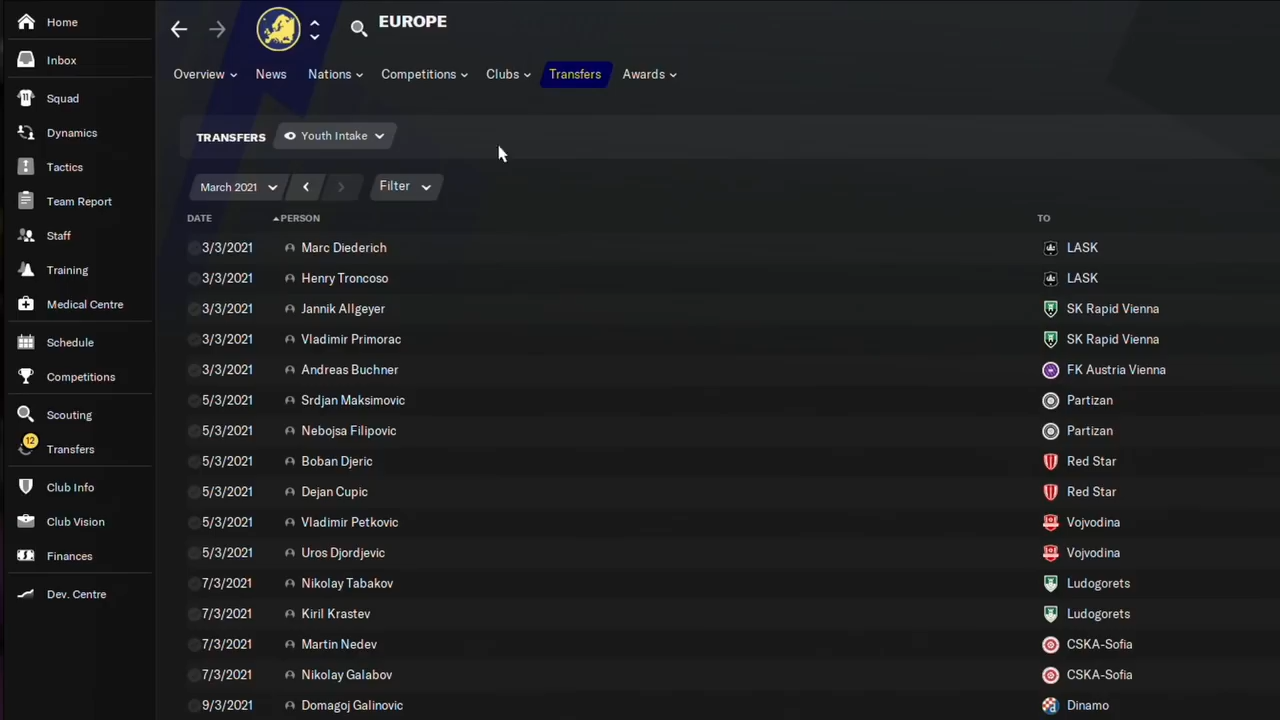 EUROPE
Overview News Nations Competitions Clubs Transfers Awards
Home
Inbox
Squad
Dynamics
Tactics
Team Report
Staff
Training
Medical Centre
Schedule
Competitions
Scouting
12
Transfers
Club Info
Club Vision
Finances
Dev. Centre
TRANSFERS Youth Intake
March 2021 Filter
DATE PERSON TO
3/3/2021 Marc Diederich LASK
3/3/2021 Henry Troncoso LASK
3/3/2021 Jannik Allgeyer SK Rapid Vienna
3/3/2021 Vladimir Primorac SK Rapid Vienna
3/3/2021 Andreas Buchner FK Austria Vienna
5/3/2021 Srdjan Maksimovic Partizan
5/3/2021 Nebojsa Filipovic Partizan
5/3/2021 Boban Djeric Red Star
5/3/2021 Dejan Cupic Red Star
5/3/2021 Vladimir Petkovic Vojvodina
5/3/2021 Uros Djordjevic Vojvodina
7/3/2021 Nikolay Tabakov Ludogorets
7/3/2021 Kiril Krastev Ludogorets
7/3/2021 Martin Nedev CSKA-Sofia
7/3/2021 Nikolay Galabov CSKA-Sofia
9/3/2021 Domagoj Galinovic Dinamo